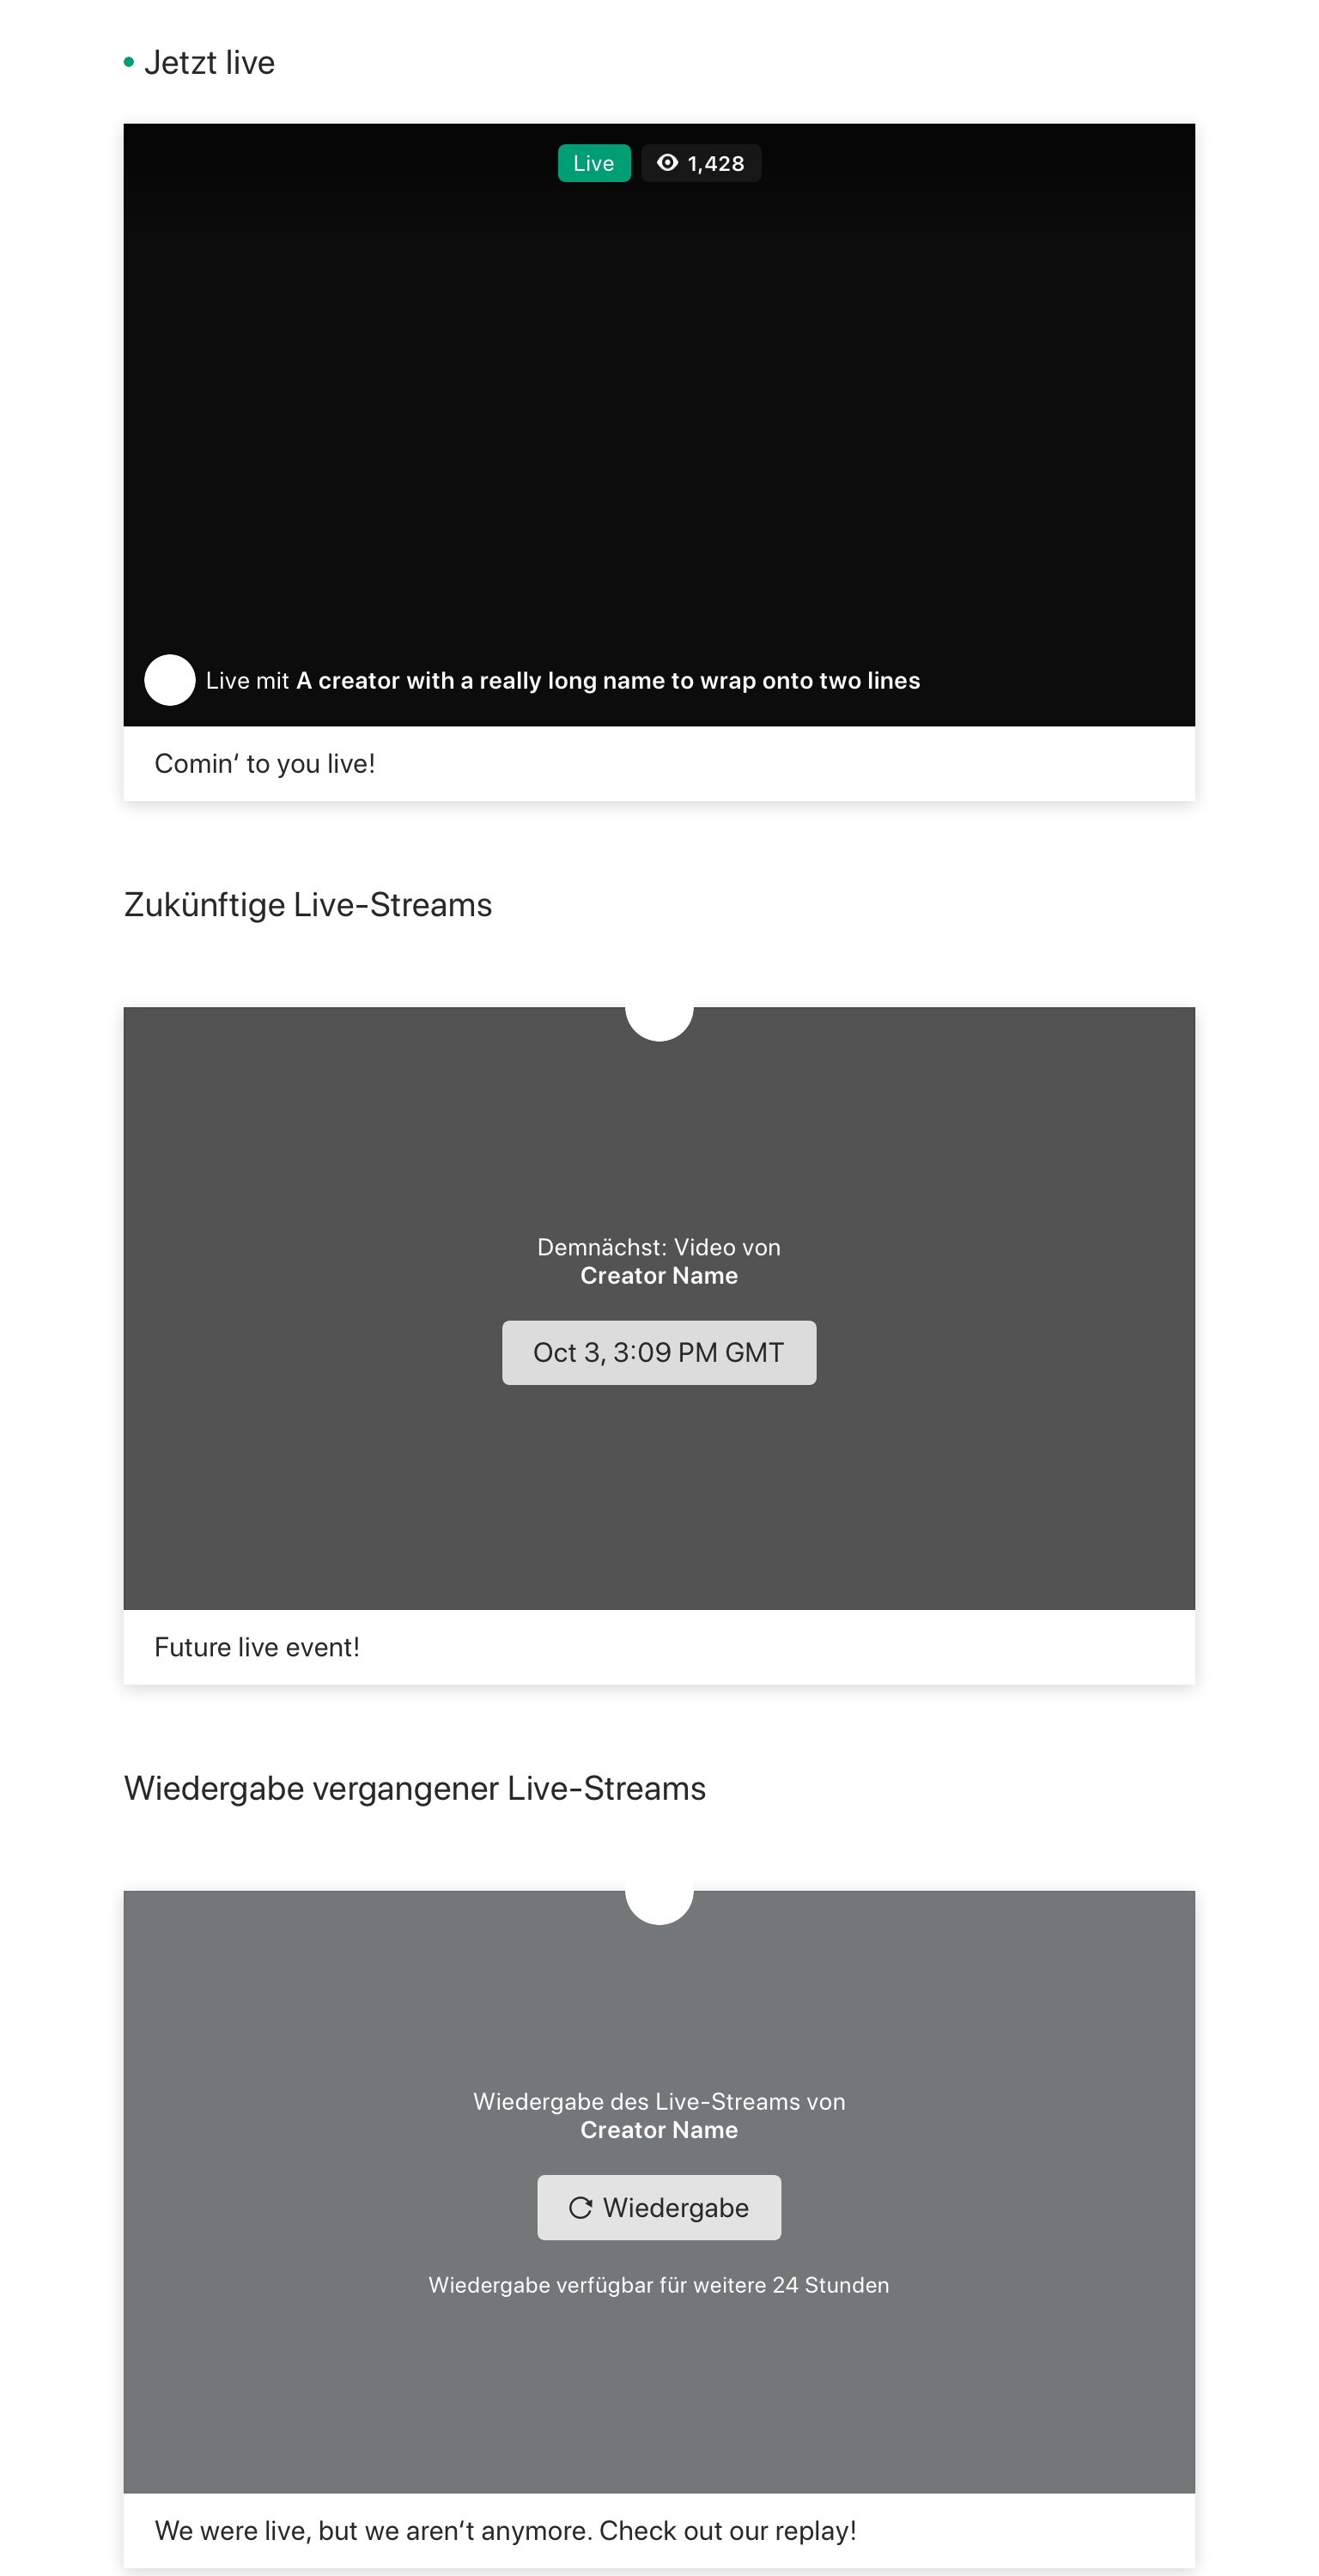 Jetzt live
Live 1,428
Live mit A creator with a really long name to wrap onto two lines
Comin‘ to you live!
Zukünftige Live-Streams
Demnächst: Video von
Creator Name
Oct 3, 3:09 PM GMT
Future live event!
Wiedergabe vergangener Live-Streams
Wiedergabe des Live-Streams von
Creator Name
Wiedergabe
Wiedergabe verfügbar für weitere 24 Stunden
We were live, but we aren‘t anymore. Check out our replay!